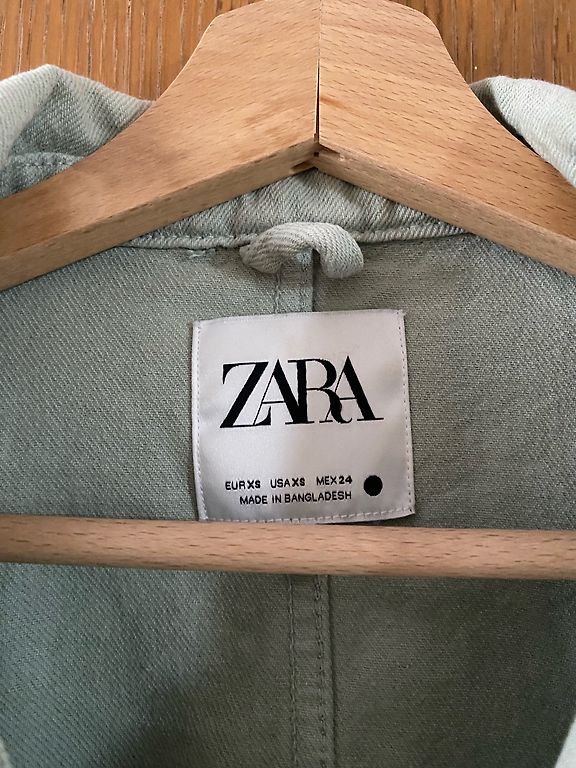 ZARA
EUR XS USA XS MEX 24
MADE IN BANGLADESH